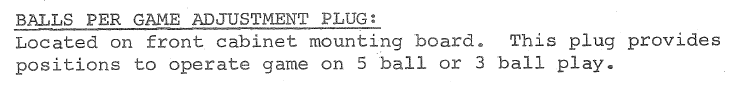 BALLS PER GAME ADJUSTMENT PLUG:
Located on front cabinet mounting board.  This plug provides
positions to operate game on 5 ball or 3 ball play.